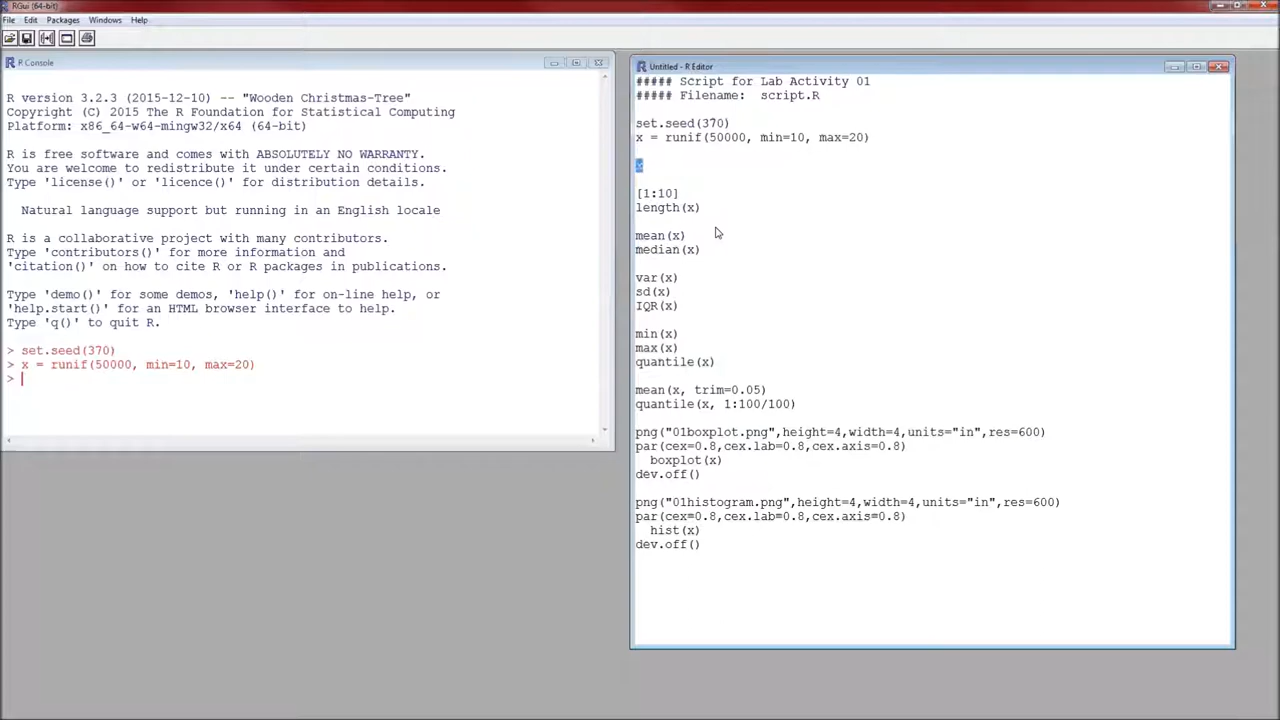 RGui (64-bit)
File Edit Packages Windows Help
R Console
R version 3.2.3 (2015-12-10) -- "Wooden Christmas-Tree"
Copyright (C) 2015 The R Foundation for Statistical Computing
Platform: x86_64-w64-mingw32/x64 (64-bit)
R is free software and comes with ABSOLUTELY NO WARRANTY.
You are welcome to redistribute it under certain conditions.
Type 'license()' or 'licence()' for distribution details.
Natural language support but running in an English locale
R is a collaborative project with many contributors.
Type 'contributors()' for more information and
'citation()' on how to cite R or R packages in publications.
Type 'demo()' for some demos, 'help()' for on-line help, or
'help.start()' for an HTML browser interface to help.
Type 'q()' to quit R.
> set.seed(370)
> x = runif(50000, min=10, max=20)
>
Untitled - R Editor
##### Script for Lab Activity 01
##### Filename: script.R
set.seed(370)
x = runif(50000, min=10, max=20)
x
[1:10]
length(x)
mean(x)
median(x)
var(x)
sd(x)
IQR(x)
min(x)
max(x)
quantile(x)
mean(x, trim=0.05)
quantile(x, 1:100/100)
png("01boxplot.png",height=4,width=4,units="in",res=600)
par(cex=0.8,cex.lab=0.8,cex.axis=0.8)
boxplot(x)
dev.off()
png("01histogram.png",height=4,width=4,units="in",res=600)
par(cex=0.8,cex.lab=0.8,cex.axis=0.8)
hist(x)
dev.off()